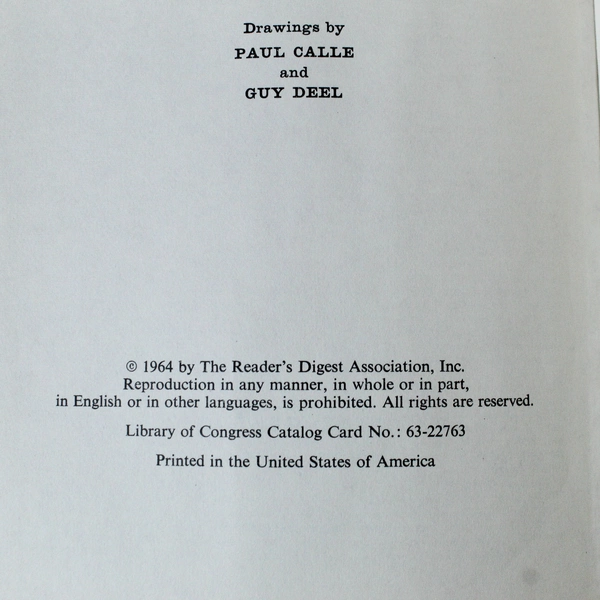 Drawings by
PAUL CALLE
and
GUY DEEL
© 1964 by The Reader's Digest Association, Inc.
Reproduction in any manner, in whole or in part,
in English or in other languages, is prohibited. All rights are reserved.
Library of Congress Catalog Card No.: 63-22763
Printed in the United States of America